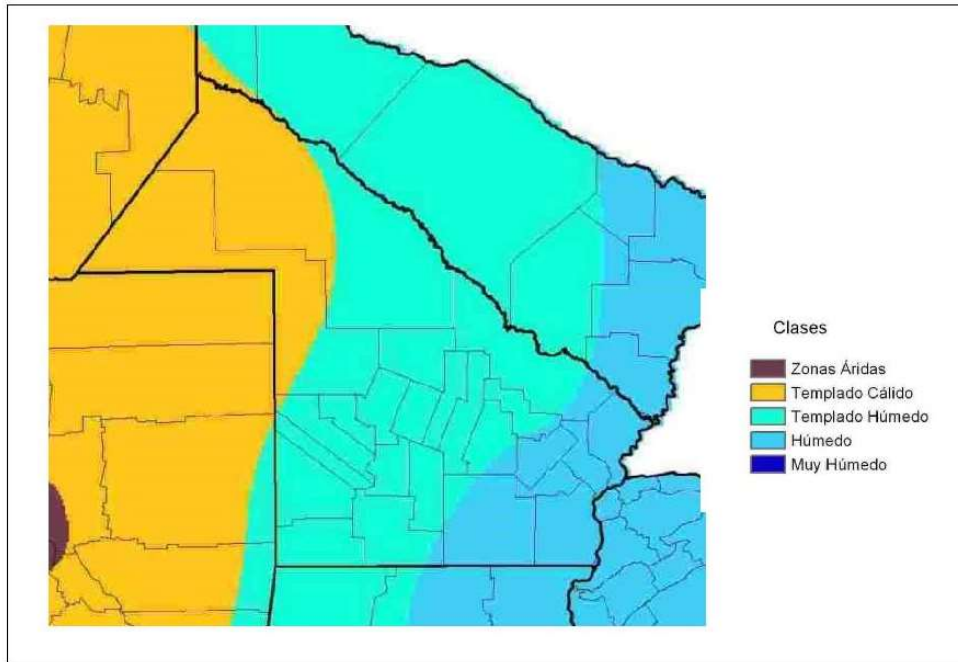 Clases
Zonas Áridas
Templado Cálido
Templado Húmedo
Húmedo
Muy Húmedo